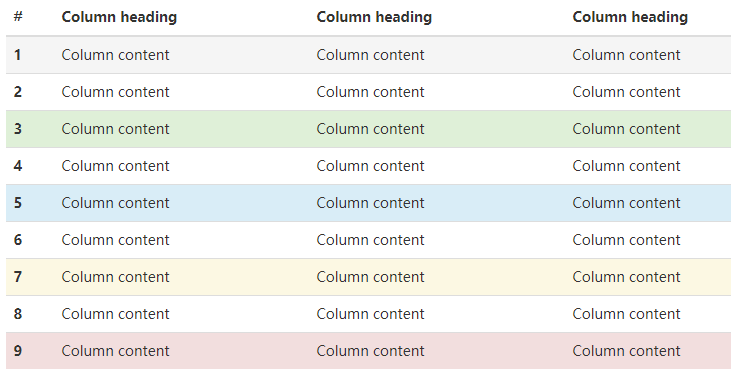 # Column heading Column heading Column heading
1 Column content Column content Column content
2 Column content Column content Column content
3 Column content Column content Column content
4 Column content Column content Column content
5 Column content Column content Column content
6 Column content Column content Column content
7 Column content Column content Column content
8 Column content Column content Column content
9 Column content Column content Column content